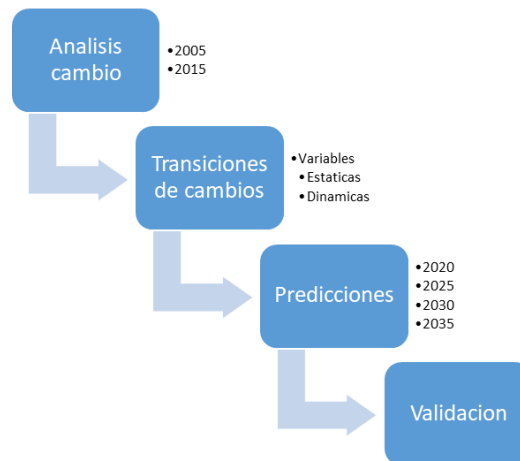 Analisis
cambio
•2005
•2015
Transiciones
de cambios
•Variables
•Estaticas
•Dinamicas
Predicciones
•2020
•2025
•2030
•2035
Validacion